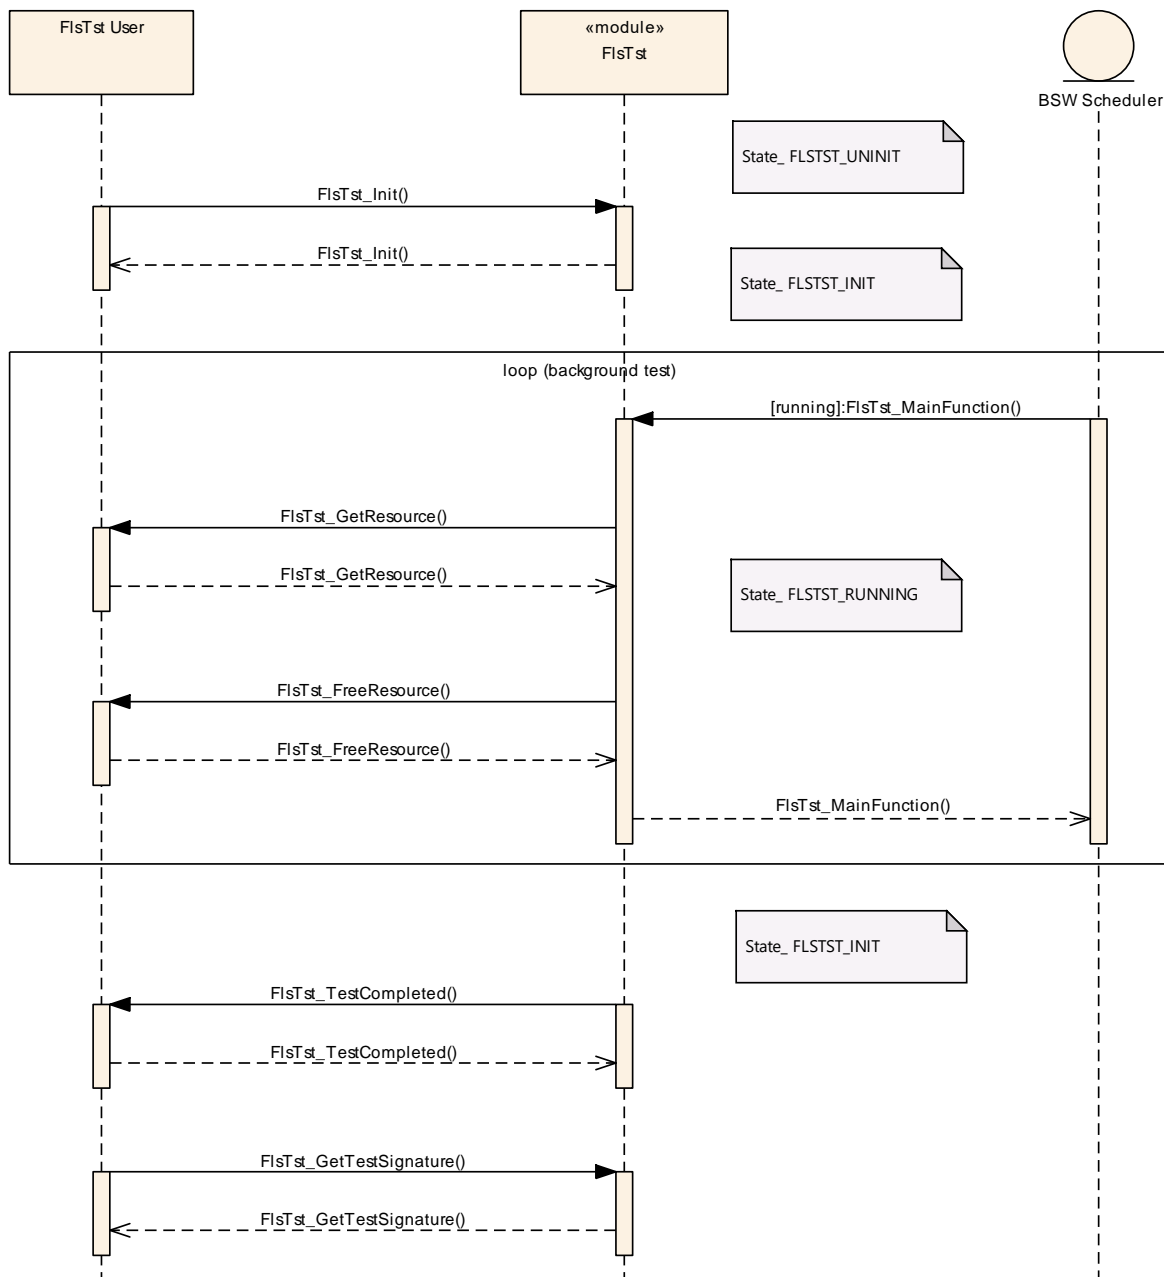 FlsTst User
«module»
FlsTst
BSW Scheduler
State_ FLSTST_UNINIT
FlsTst_Init()
FlsTst_Init()
State_ FLSTST_INIT
loop (background test)
[running]:FlsTst_MainFunction()
FlsTst_GetResource()
FlsTst_GetResource()
State_ FLSTST_RUNNING
FlsTst_FreeResource()
FlsTst_FreeResource()
FlsTst_MainFunction()
State_ FLSTST_INIT
FlsTst_TestCompleted()
FlsTst_TestCompleted()
FlsTst_GetTestSignature()
FlsTst_GetTestSignature()